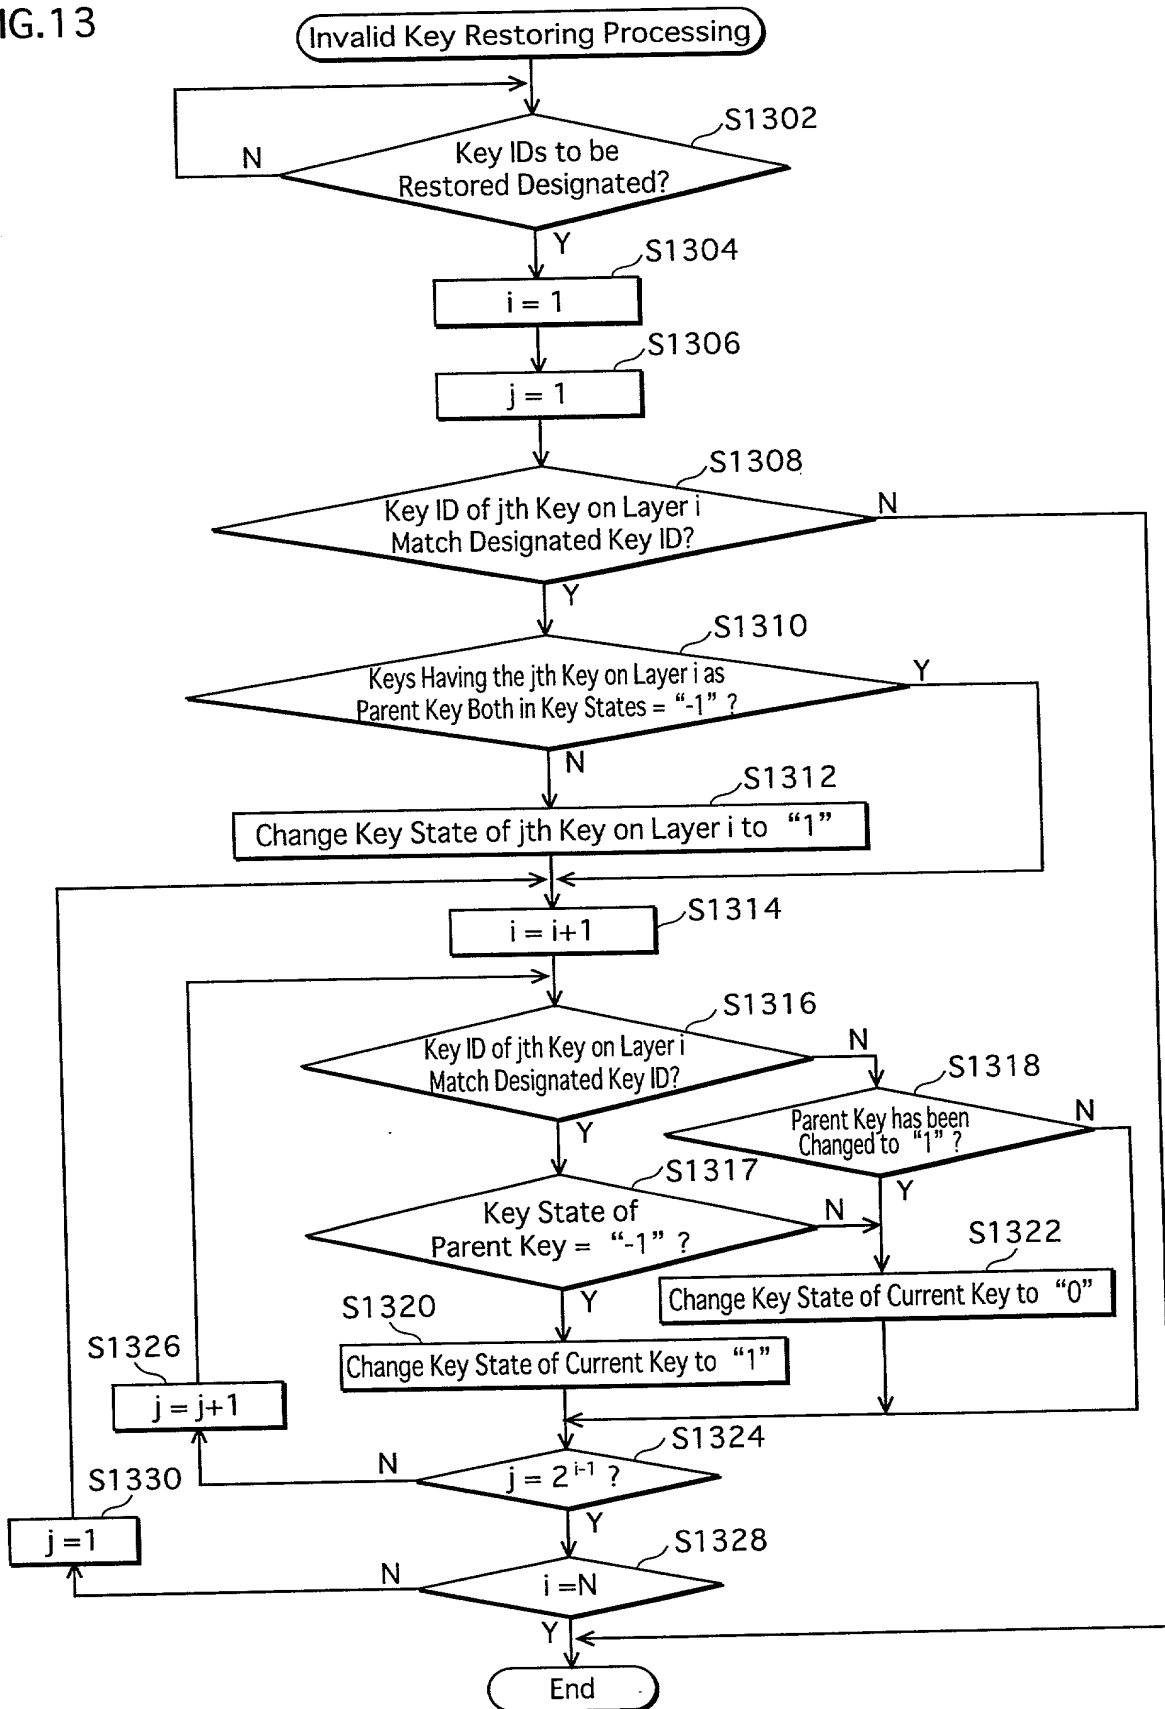 IG.13
Invalid Key Restoring Processing
S1302
Key IDs to be
Restored Designated?
N
Y
S1304
i = 1
S1306
j = 1
S1308
Key ID of jth Key on Layer i
Match Designated Key ID?
N
Y
S1310
Keys Having the jth Key on Layer i as
Parent Key Both in Key States = “-1” ?
Y
N
S1312
Change Key State of jth Key on Layer i to “1”
S1314
i = i+1
S1316
Key ID of jth Key on Layer i
Match Designated Key ID?
N
Y
S1318
Parent Key has been
Changed to “1” ?
N
Y
S1317
Key State of
Parent Key = “-1” ?
N
Y
S1322
Change Key State of Current Key to “0”
S1320
Change Key State of Current Key to “1”
S1326
j = j+1
S1324
j = 2^{i-1} ?
N
Y
S1330
j =1
S1328
i =N
N
Y
End